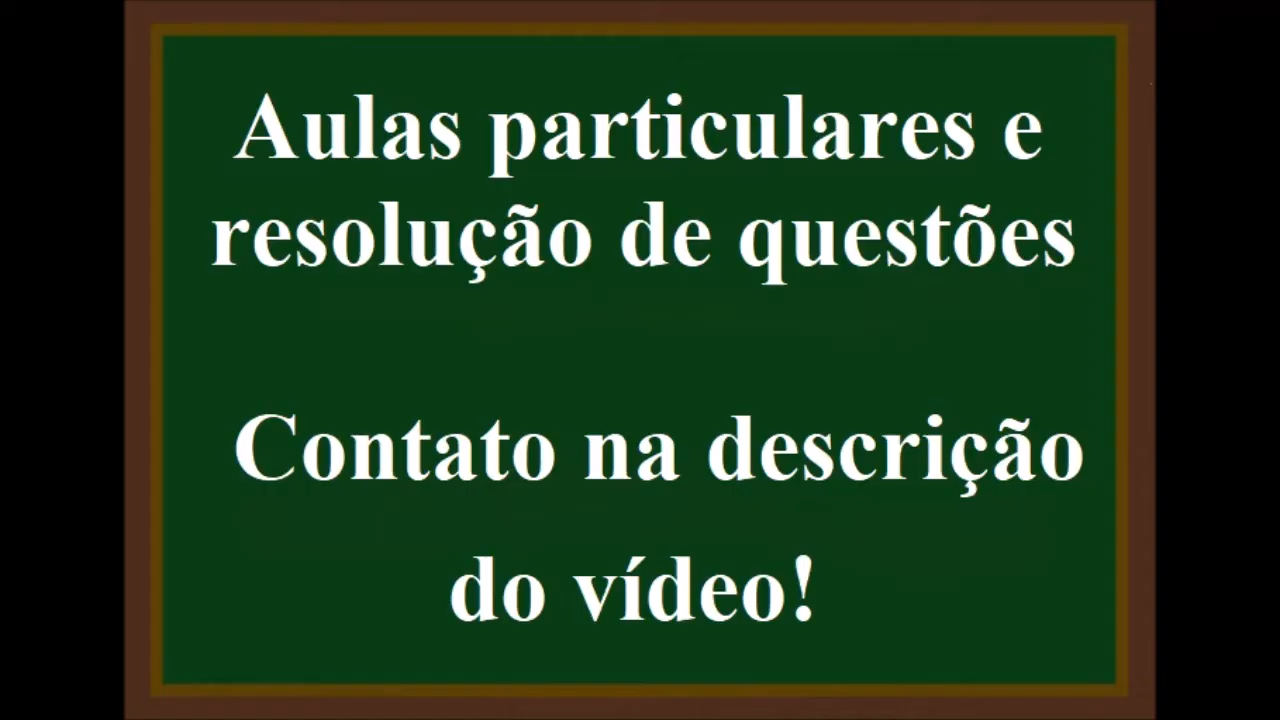 Aulas particulares e
resolução de questões
Contato na descrição
do vídeo!